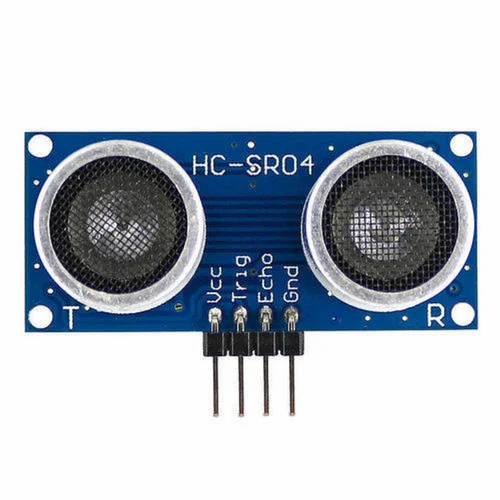 HC-SR04
Vcc
Trig
Echo
Gnd
T
R